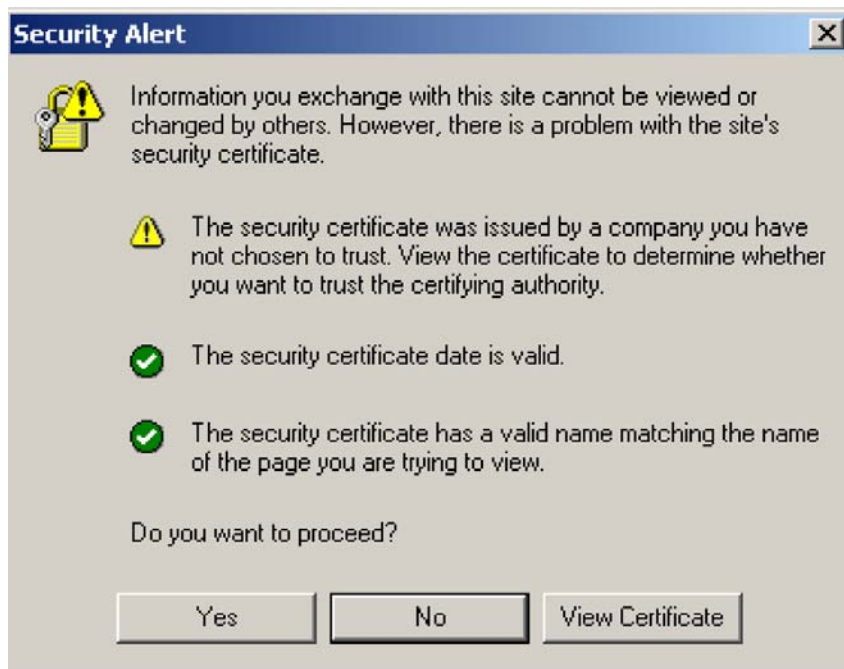 Security Alert
Information you exchange with this site cannot be viewed or
changed by others. However, there is a problem with the site's
security certificate.
The security certificate was issued by a company you have
not chosen to trust. View the certificate to determine whether
you want to trust the certifying authority.
The security certificate date is valid.
The security certificate has a valid name matching the name
of the page you are trying to view.
Do you want to proceed?
Yes
No
View Certificate